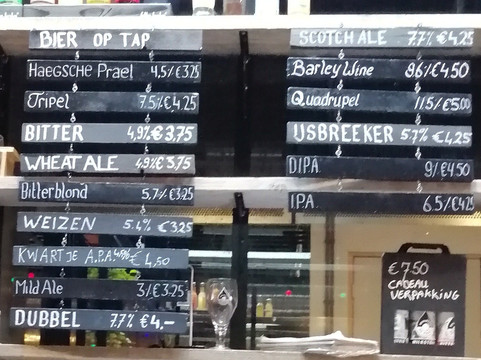 BIER OP TAP
HAEGSCHE Prael 4,5/€3,25
Tripel 7.5% €4,25
BITTER 4,9% €3,75
WHEAT ALE 4,9% €3,75
Bitterblond 5,7% €3,25
WEIZEN 5.4% €3,25
KWARTJE A.P.A €4,50
Mild Ale 3/€3.25
DUBBEL 7.7% €4,-
SCOTCH ALE 7.7% €4,25
Barley Wine 9.6/€4,50
Quadrupel 11.5/€5.00
IJSBREEKER 5.7% €4,25
DIPA 9/€4.50
IPA 6.5/€4,25
€7.50
CADEAU
VERPAKKING